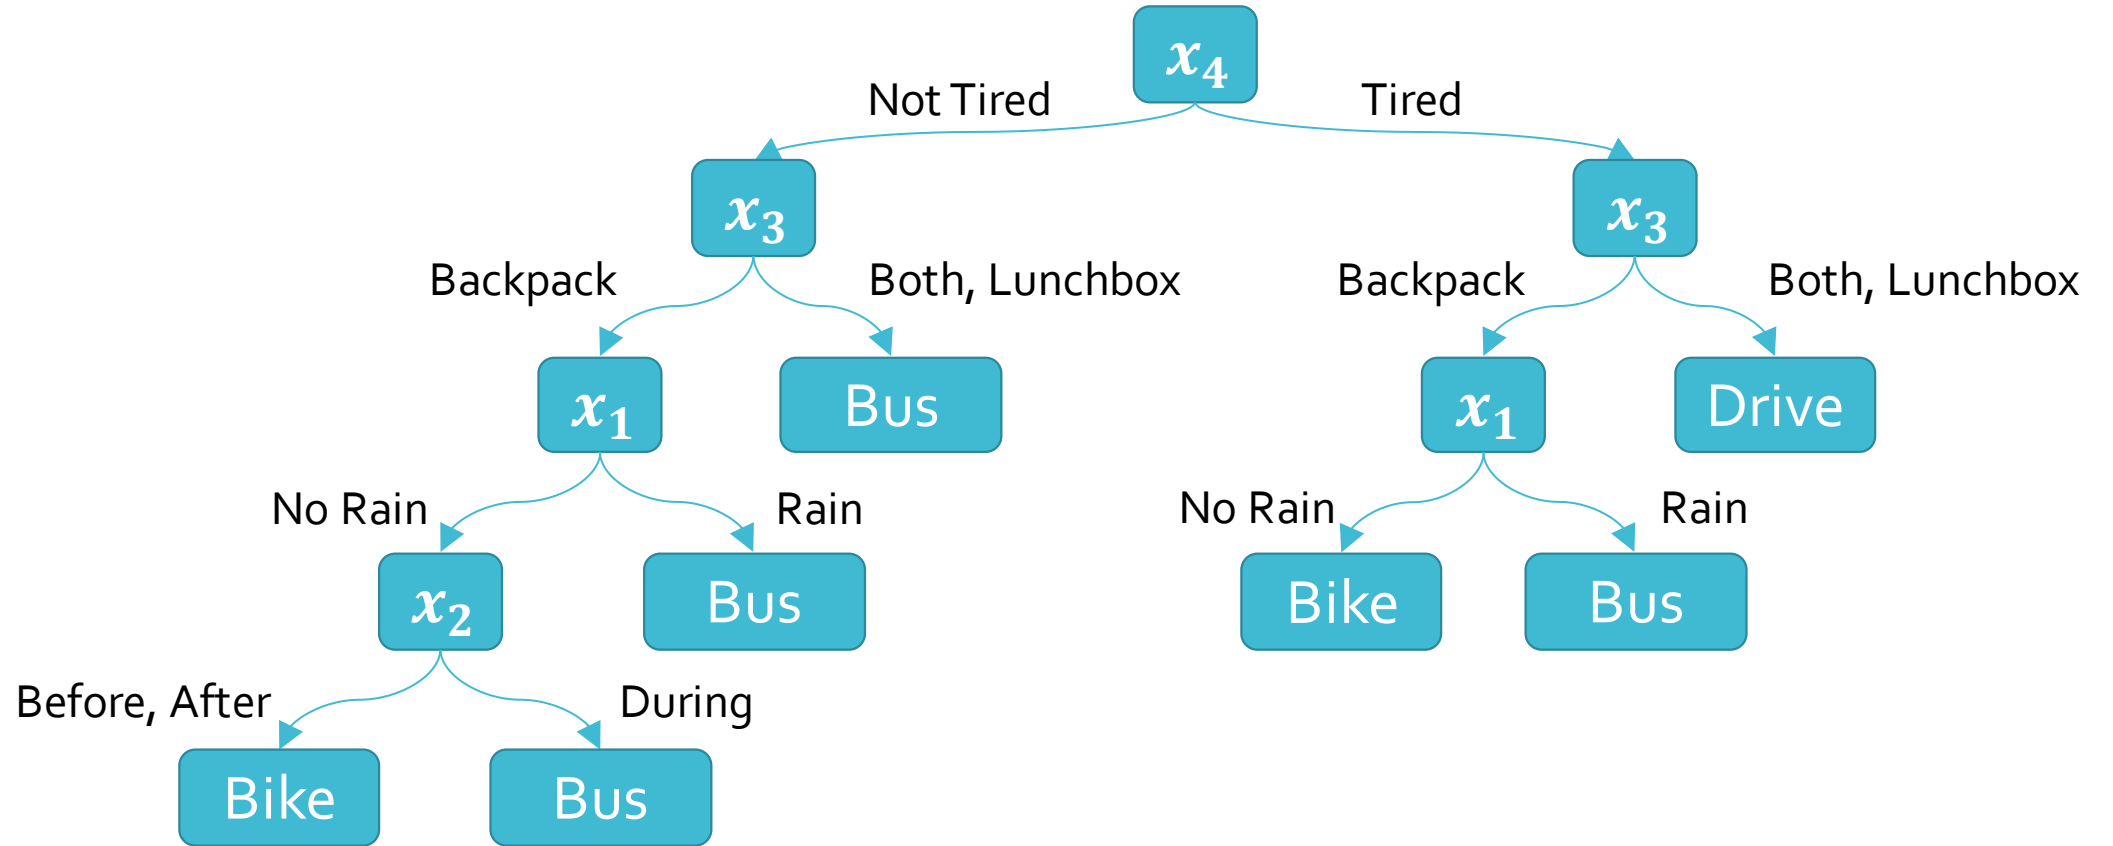 x₄
Not Tired
Tired
x₃
x₃
Backpack
Both, Lunchbox
Backpack
Both, Lunchbox
x₁
Bus
x₁
Drive
No Rain
Rain
No Rain
Rain
x₂
Bus
Bike
Bus
Before, After
During
Bike
Bus